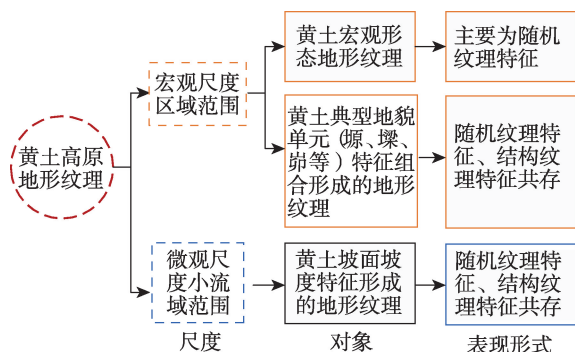 黄土高原
地形纹理
宏观尺度
区域范围
黄土宏观形
态地形纹理
主要为随机
纹理特征
黄土典型地貌
单元（塬、墚、
峁等）特征组
合形成的地形
纹理
随机纹理特
征、结构纹
理特征共存
微观尺
度小流
域范围
黄土坡面坡
度特征形成
的地形纹理
随机纹理特
征、结构纹
理特征共存
尺度
对象
表现形式